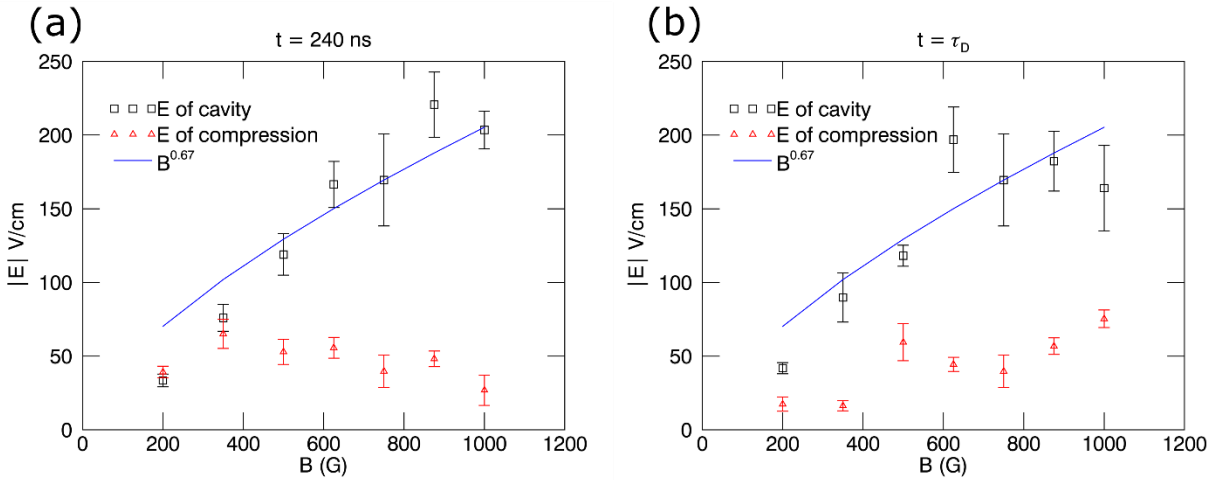 (a)
t = 240 ns
250
200
150
100
50
0
|E| V/cm
E of cavity
E of compression
B^0.67
0 200 400 600 800 1000 1200
B (G)
(b)
t = τ_D
250
200
150
100
50
0
|E| V/cm
E of cavity
E of compression
B^0.67
0 200 400 600 800 1000 1200
B (G)